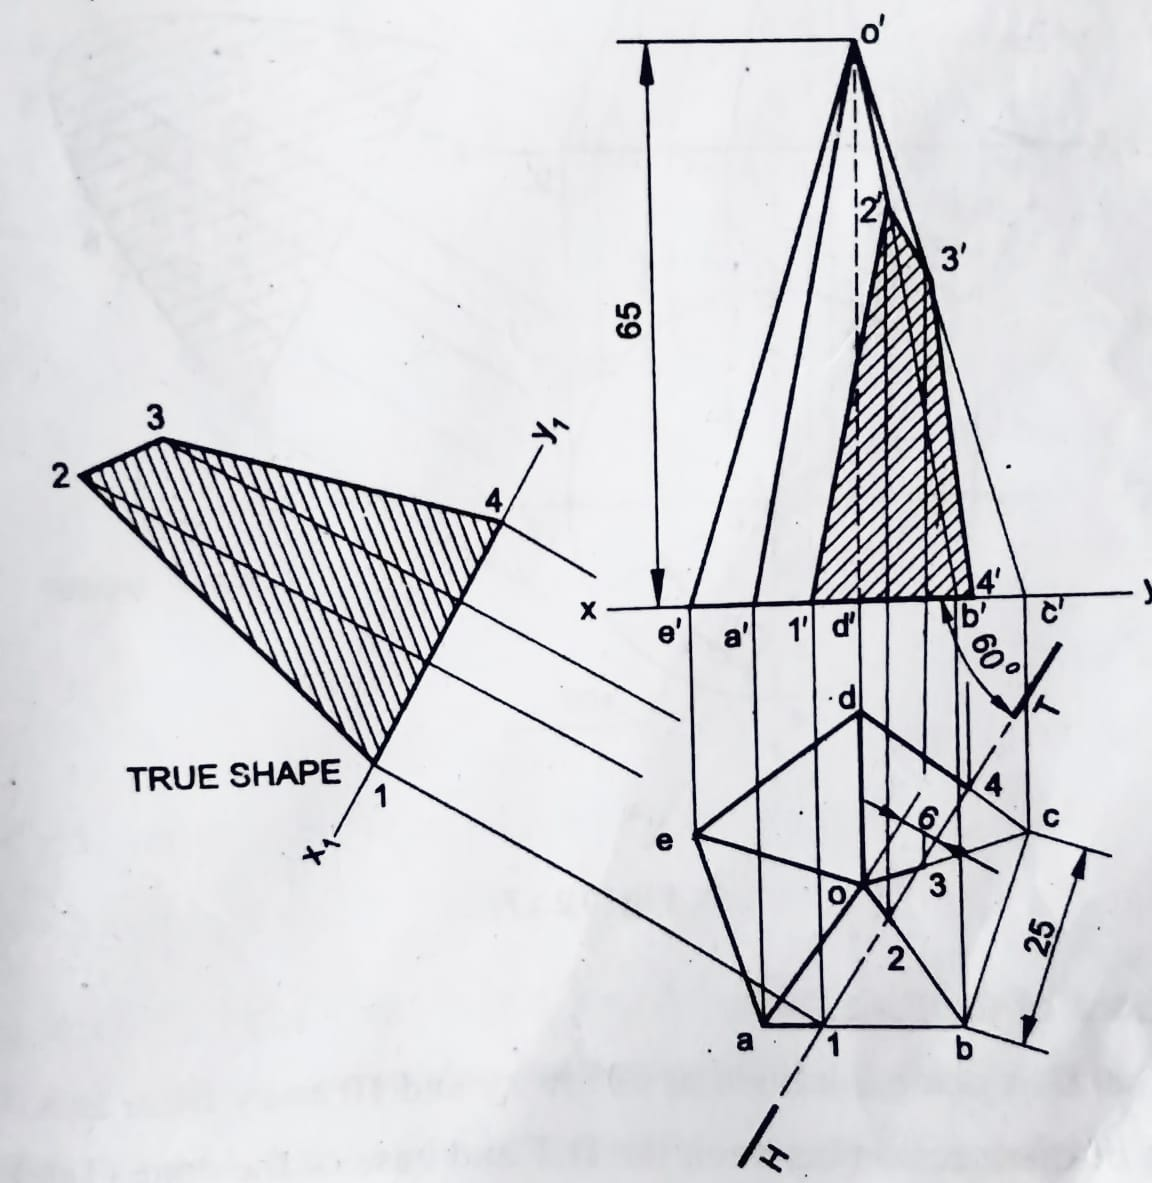 o'
2'
3'
65
3
y₁
2
4
4'
x
y
e'
a'
1'
d'
b'
c'
60°
TRUE SHAPE
d
T
1
4
x₁
6
c
e
o
3
25
2
a
1
b
H